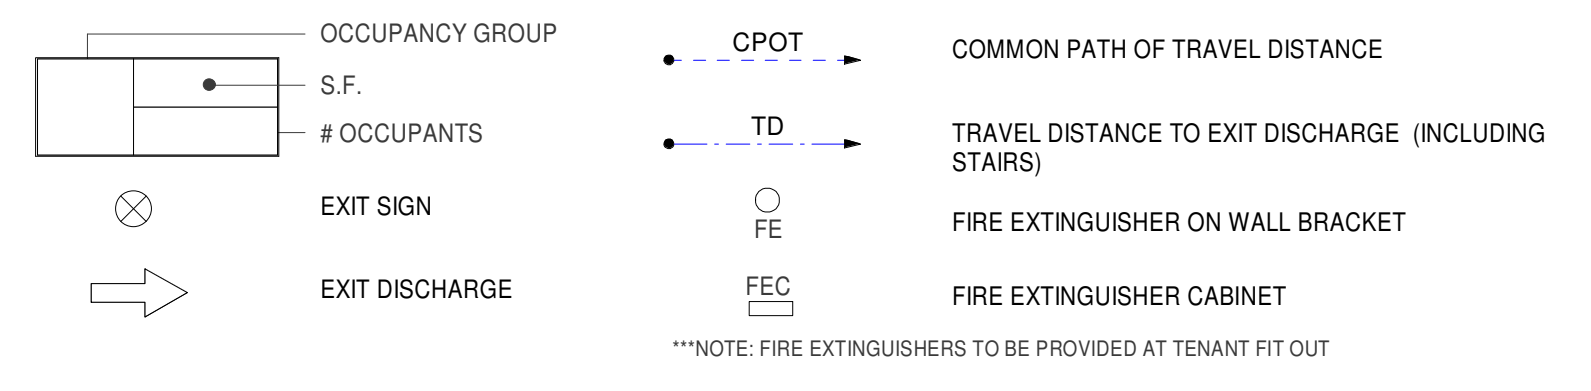 OCCUPANCY GROUP
S.F.
# OCCUPANTS
EXIT SIGN
EXIT DISCHARGE
CPOT
COMMON PATH OF TRAVEL DISTANCE
TD
TRAVEL DISTANCE TO EXIT DISCHARGE (INCLUDING
STAIRS)
FE
FIRE EXTINGUISHER ON WALL BRACKET
FEC
FIRE EXTINGUISHER CABINET
***NOTE: FIRE EXTINGUISHERS TO BE PROVIDED AT TENANT FIT OUT